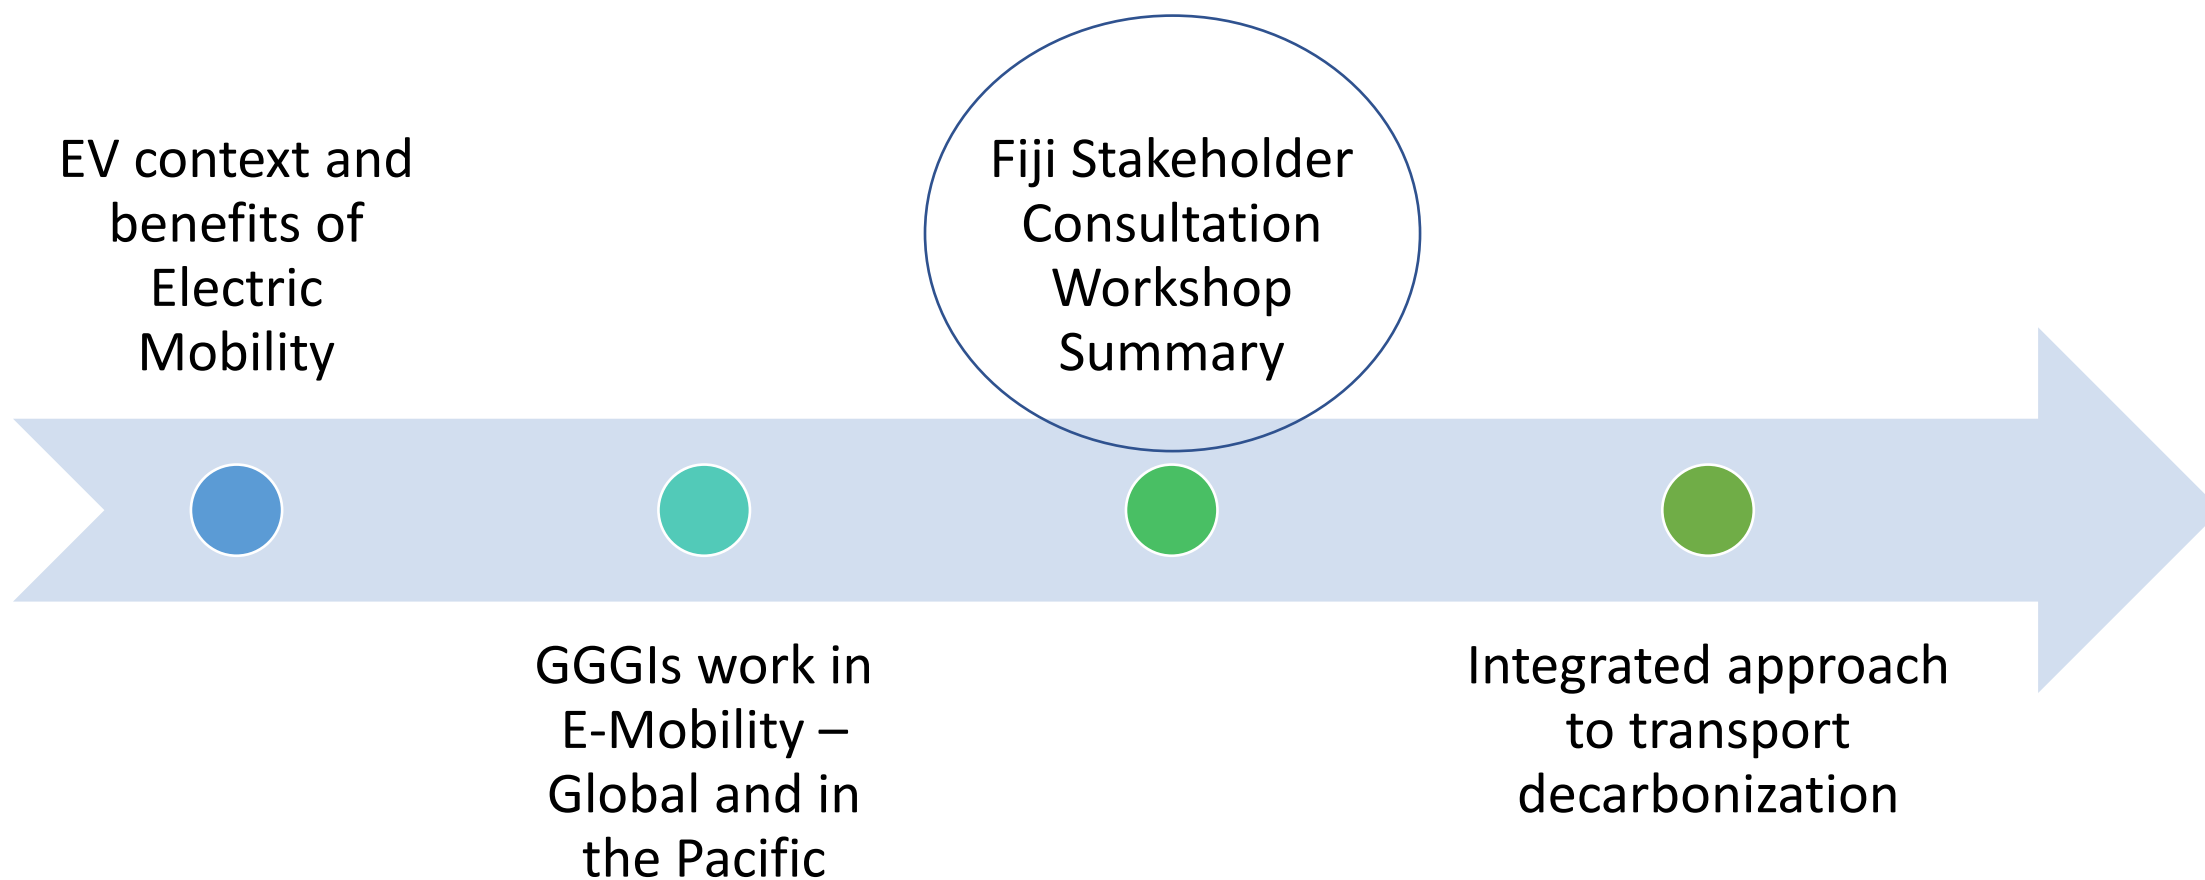 EV context and
benefits of
Electric
Mobility
GGGIs work in
E-Mobility –
Global and in
the Pacific
Fiji Stakeholder
Consultation
Workshop
Summary
Integrated approach
to transport
decarbonization